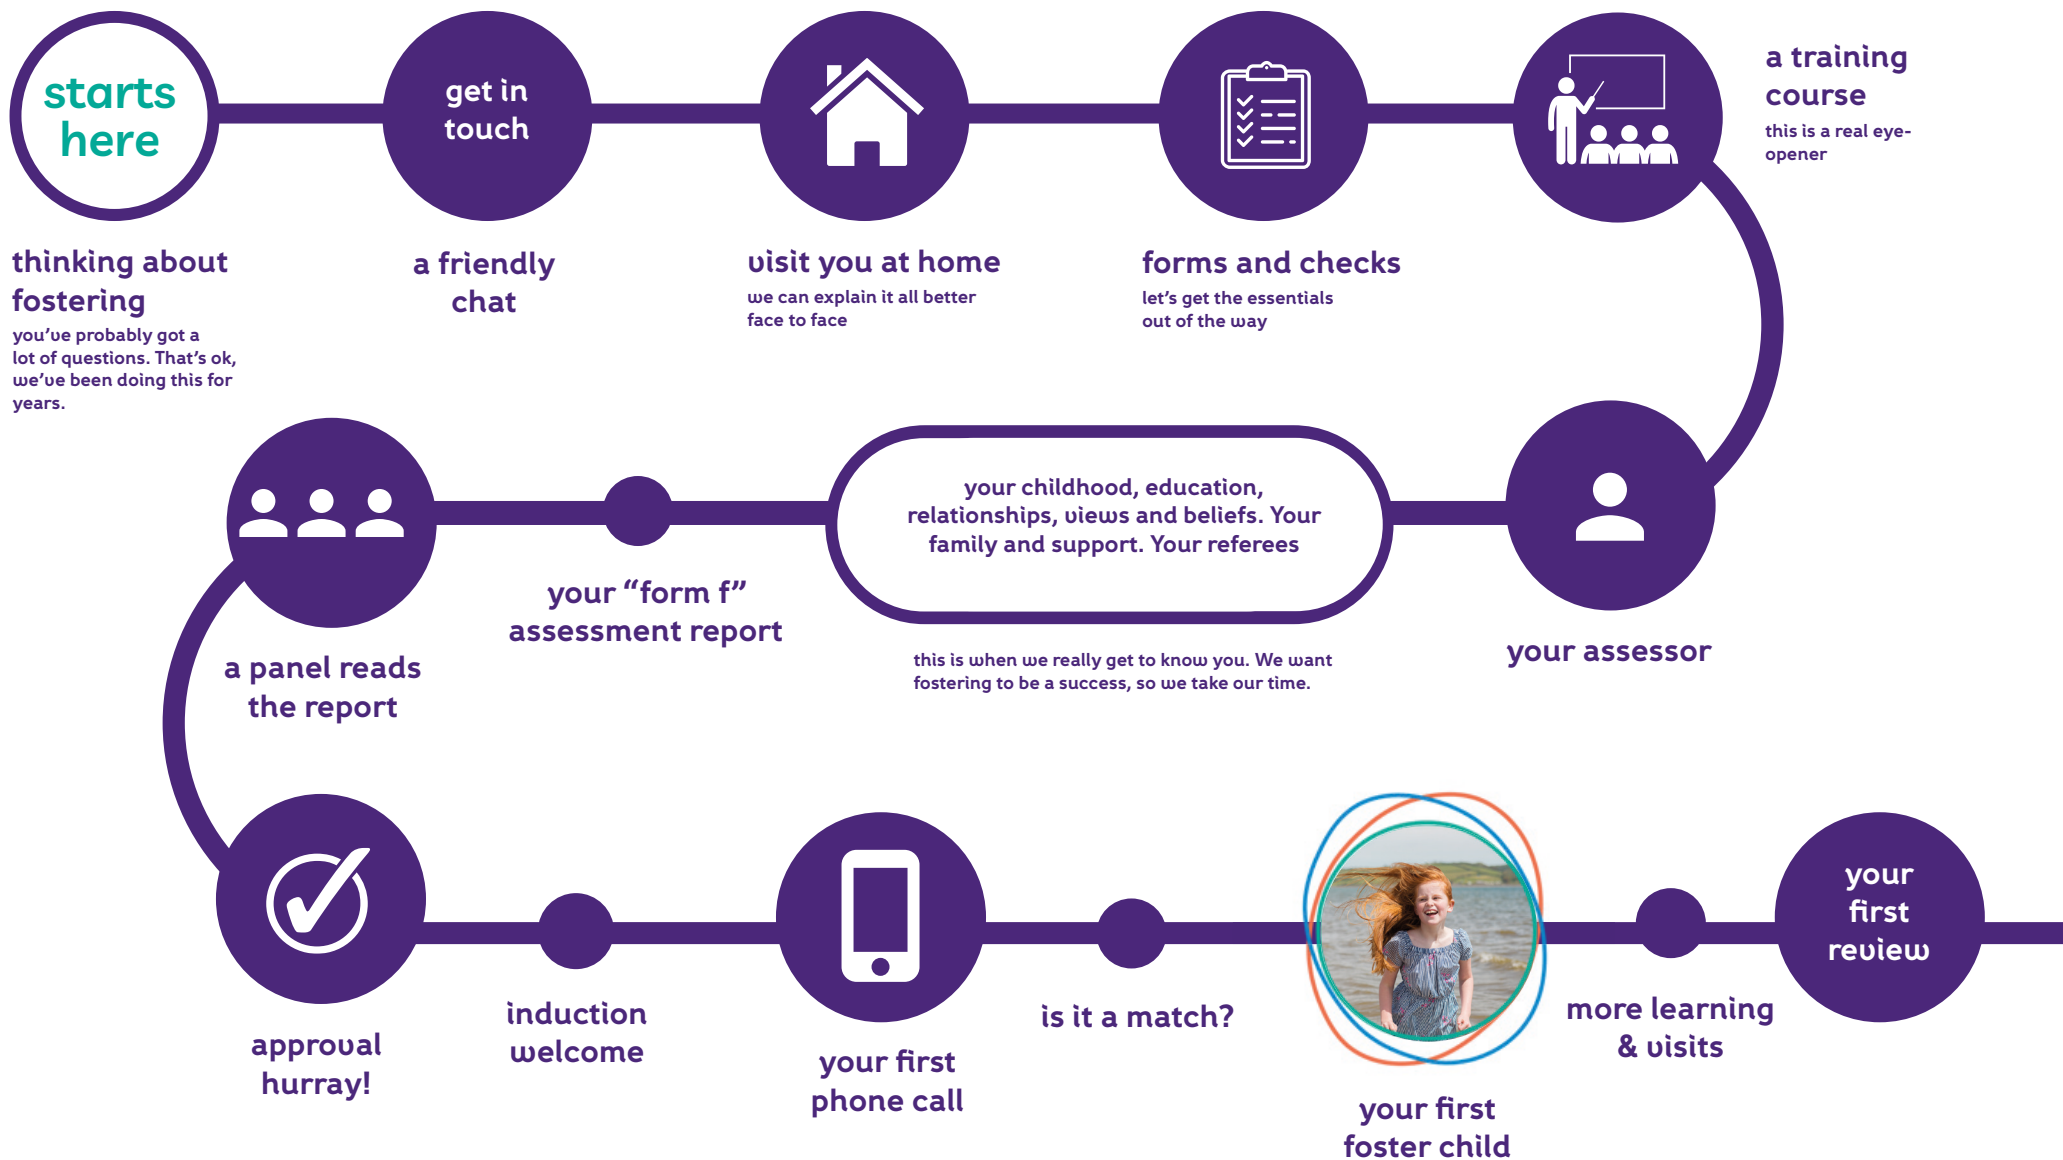 starts
here
thinking about
fostering
you've probably got a
lot of questions. That's ok,
we've been doing this for
years.
get in
touch
a friendly
chat
visit you at home
we can explain it all better
face to face
forms and checks
let's get the essentials
out of the way
a training
course
this is a real eye-
opener
your assessor
your childhood, education,
relationships, views and beliefs. Your
family and support. Your referees
this is when we really get to know you. We want
fostering to be a success, so we take our time.
your “form f”
assessment report
a panel reads
the report
approval
hurray!
induction
welcome
your first
phone call
is it a match?
your first
foster child
more learning
& visits
your
first
review